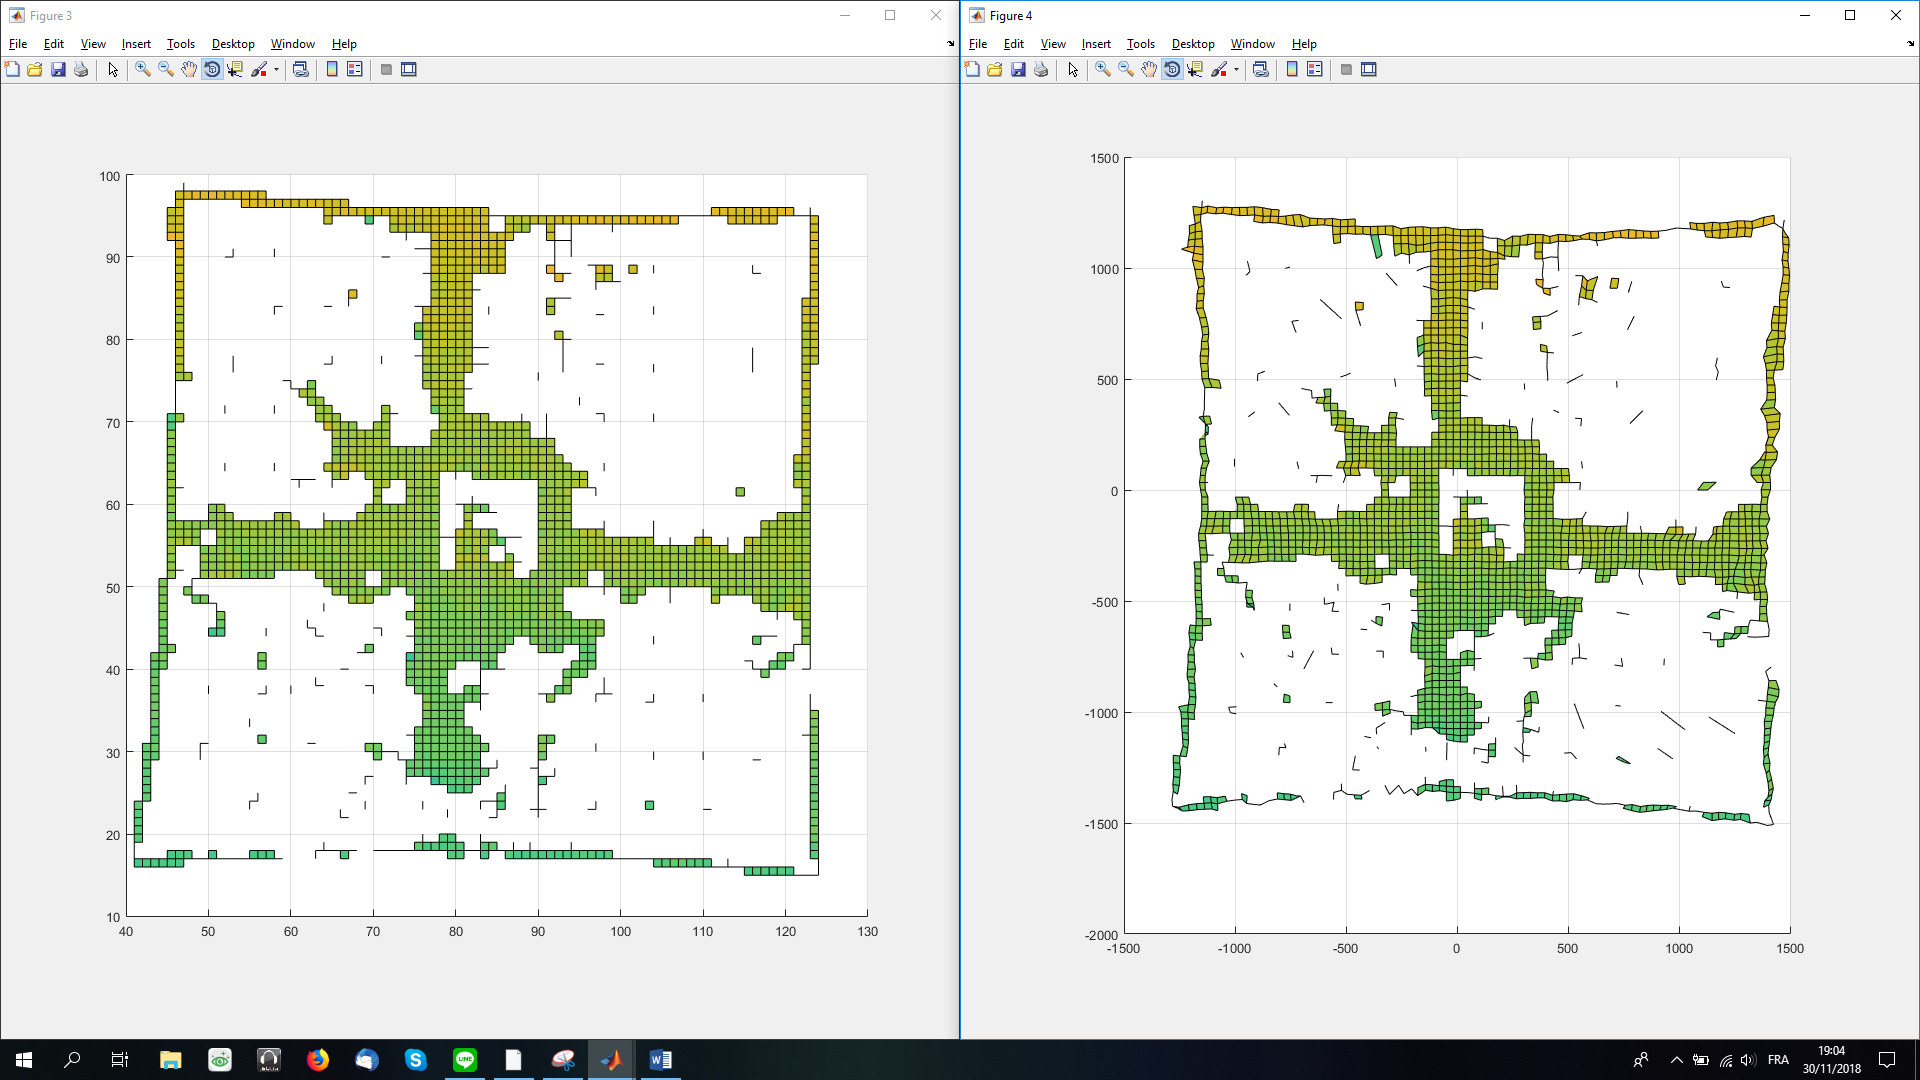 Figure 3
File Edit View Insert Tools Desktop Window Help
100
90
80
70
60
50
40
30
20
10
40 50 60 70 80 90 100 110 120 130
Figure 4
File Edit View Insert Tools Desktop Window Help
1500
1000
500
0
-500
-1000
-1500
-2000
-1500 -1000 -500 0 500 1000 1500
LINE
FRA
19:04
30/11/2018